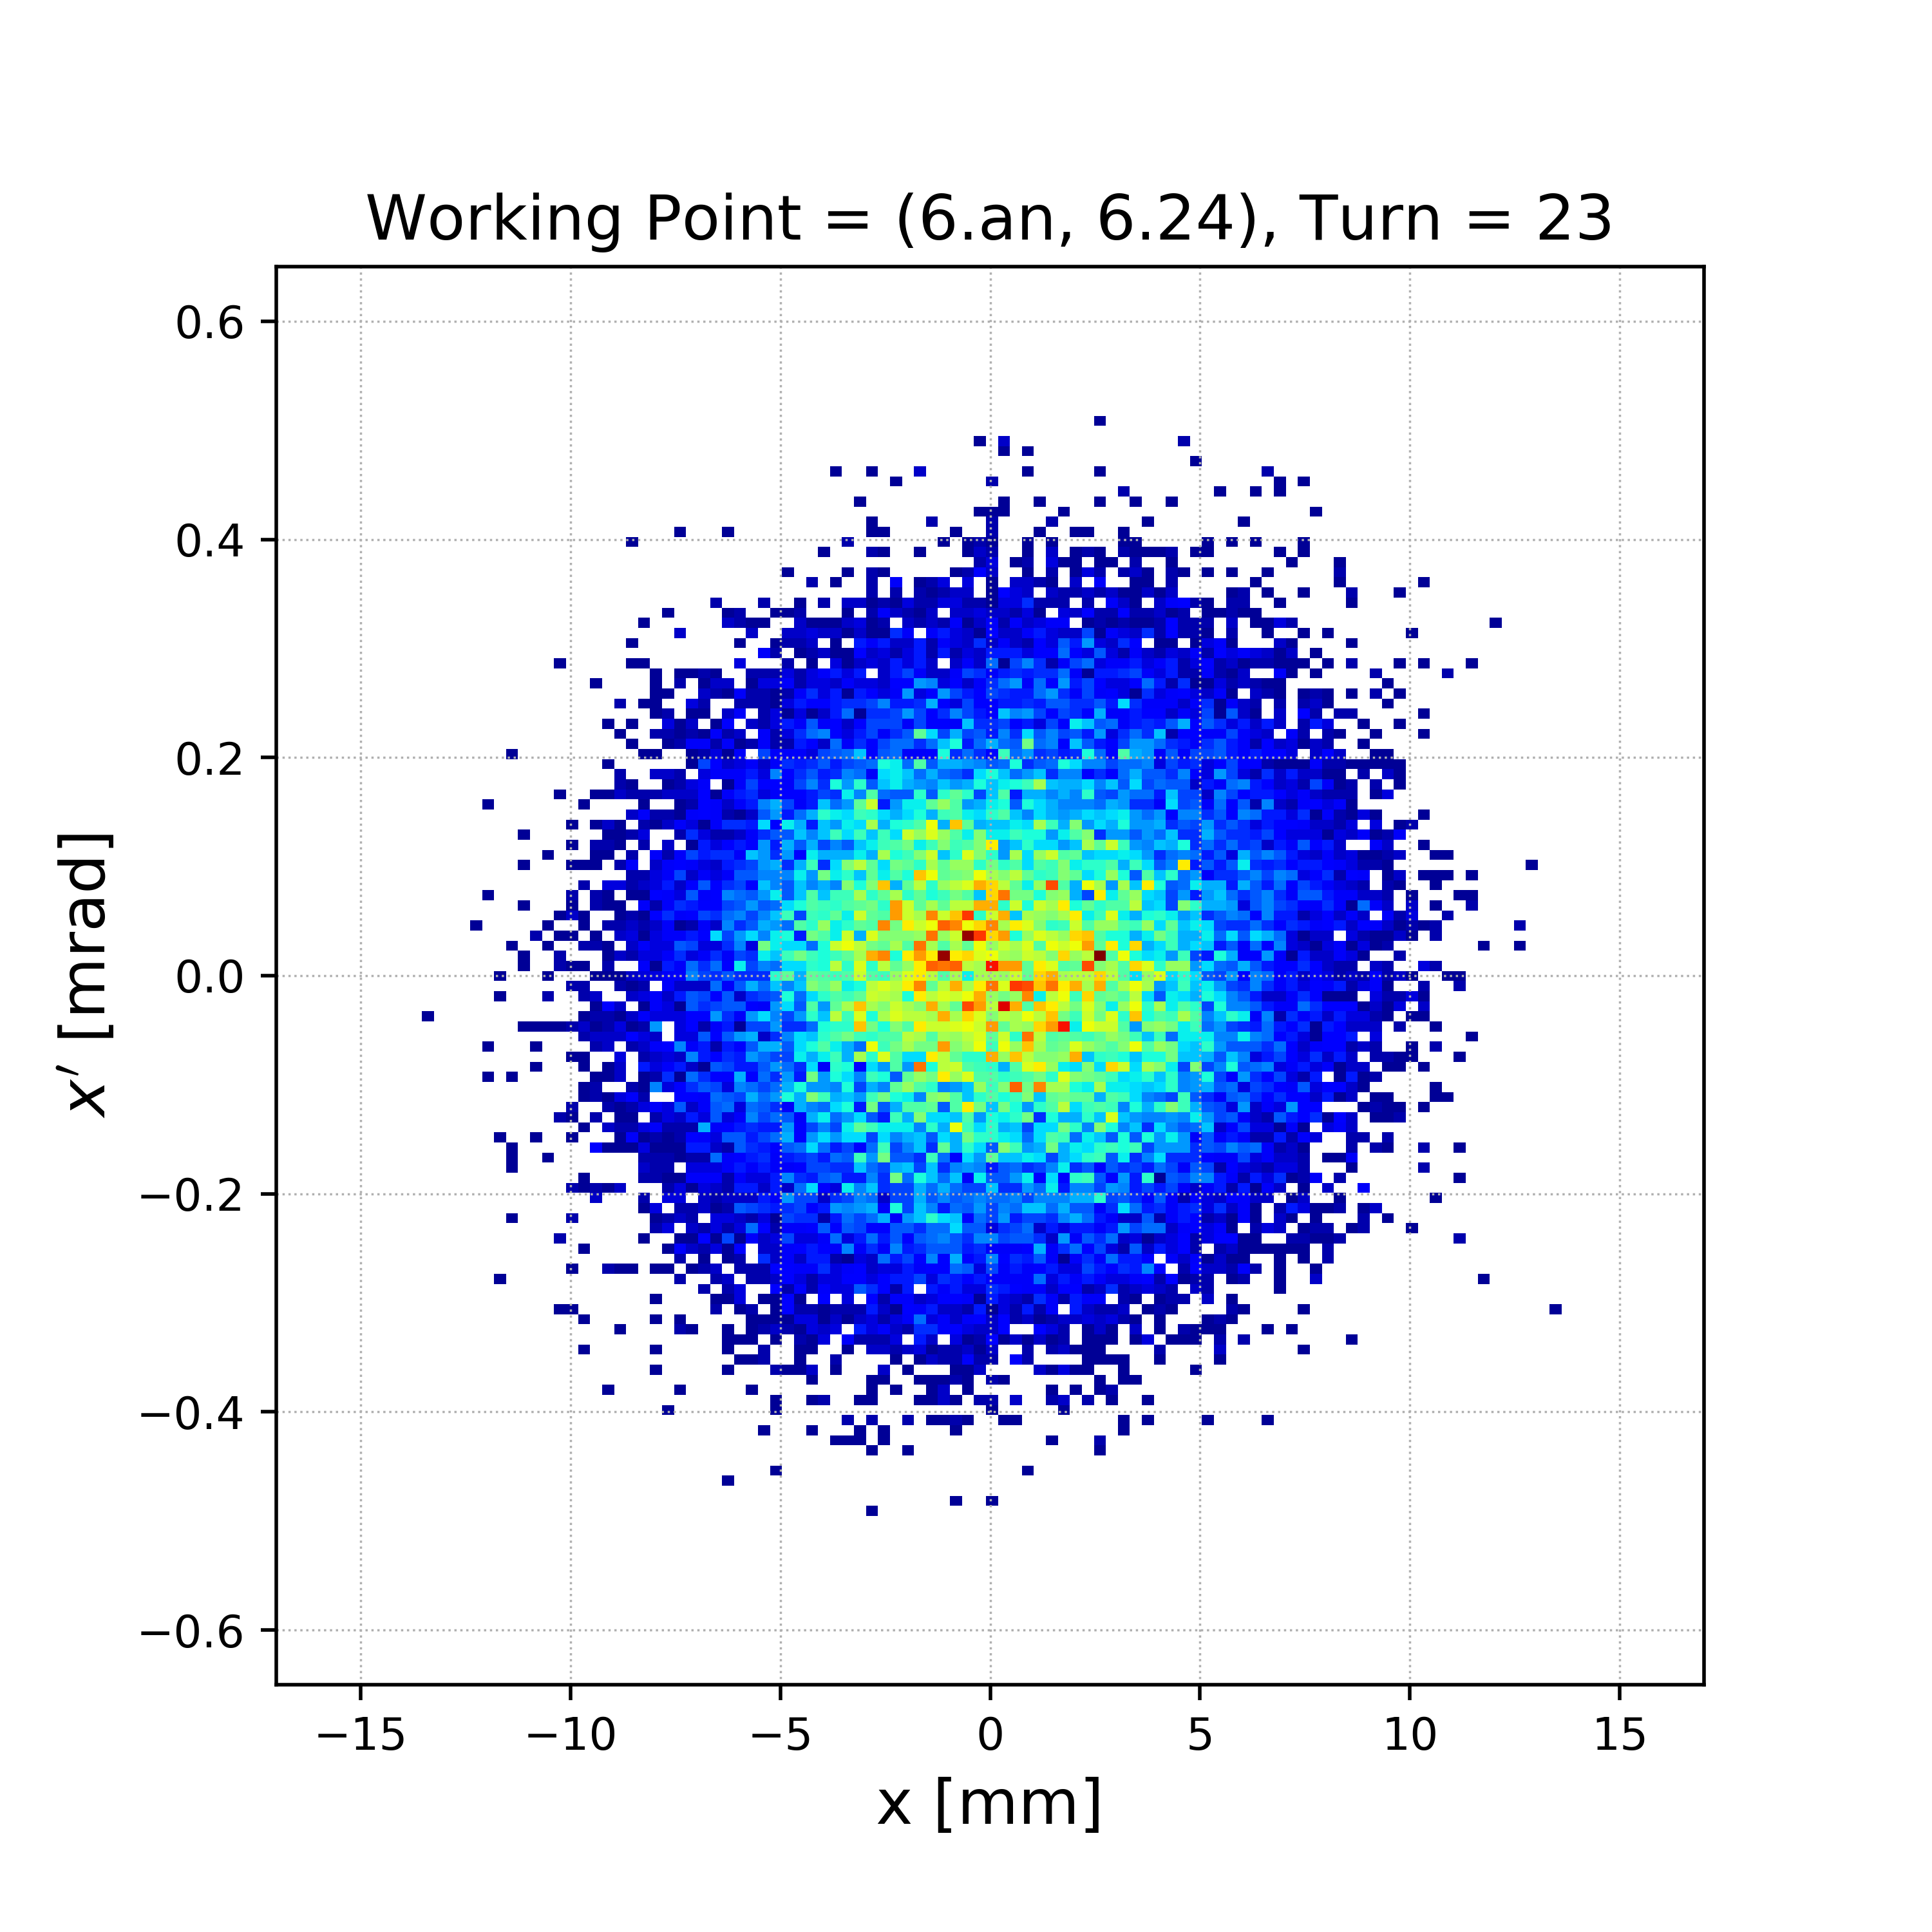 Working Point = (6.an, 6.24), Turn = 23
0.6
0.4
0.2
0.0
−0.2
−0.4
−0.6
x′ [mrad]
−15 −10 −5 0 5 10 15
x [mm]